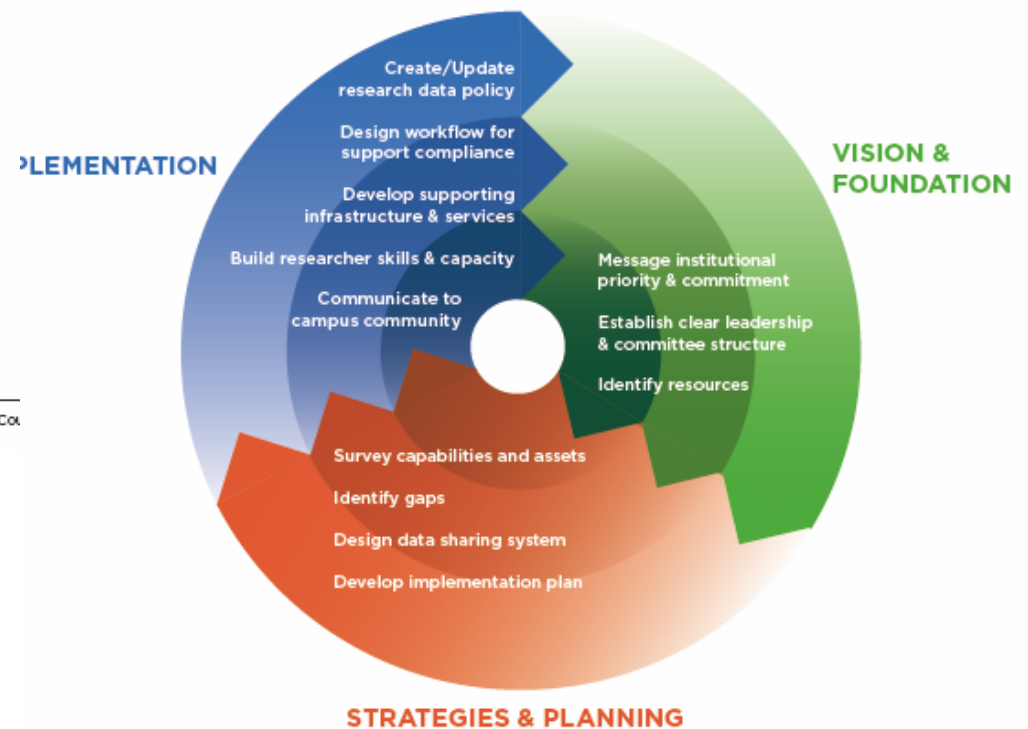 Create/Update
research data policy
Design workflow for
support compliance
Develop supporting
infrastructure & services
Build researcher skills & capacity
Communicate to
campus community
PLEMENTATION
VISION &
FOUNDATION
Message institutional
priority & commitment
Establish clear leadership
& committee structure
Identify resources
Cou
Survey capabilities and assets
Identify gaps
Design data sharing system
Develop implementation plan
STRATEGIES & PLANNING